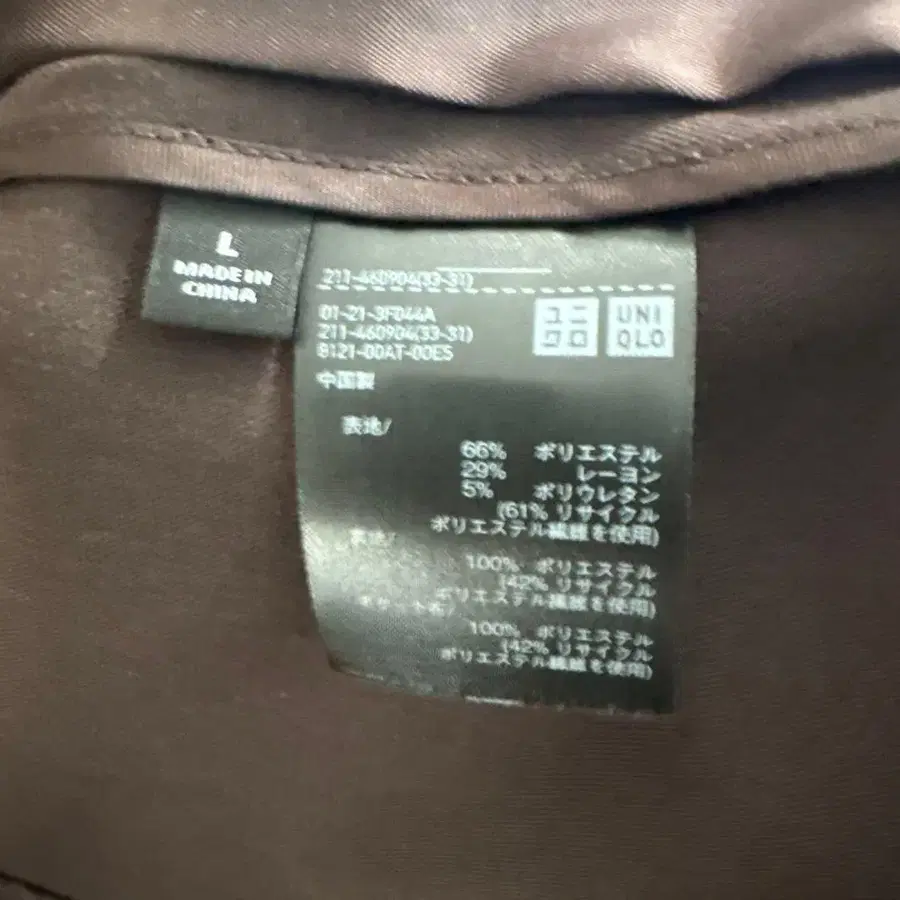 L
MADE IN
CHINA
211-460904(33-31)
01-21-3F044A
211-460904(33-31)
8121-00AT-00ES
ユニ
クロ
UNI
QLO
中国製
表地/
66% ポリエステル
29% レーヨン
5% ポリウレタン
(61% リサイクル
ポリエステル繊維を使用)
100% ポリエステル
(42% リサイクル
ポリエステル繊維を使用)
100% ポリエステル
(42% リサイクル
ポリエステル繊維を使用)